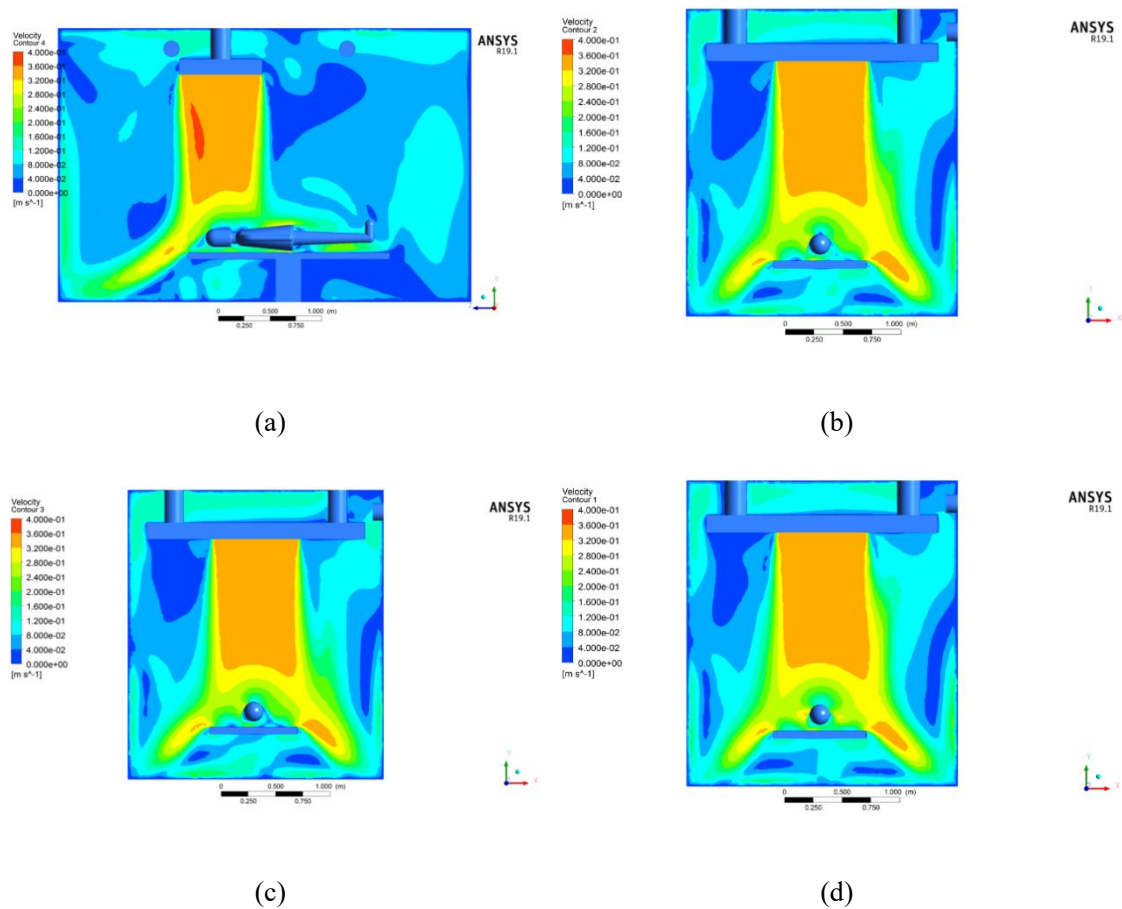 Velocity
Contour 4
4.000e-01
3.600e-01
3.200e-01
2.800e-01
2.400e-01
2.000e-01
1.600e-01
1.200e-01
8.000e-02
4.000e-02
0.000e+00
[m s^-1]
ANSYS
R19.1
0 0.500 1.000 (m)
0.250 0.750
Y
Z
(a)
Velocity
Contour 2
4.000e-01
3.600e-01
3.200e-01
2.800e-01
2.400e-01
2.000e-01
1.600e-01
1.200e-01
8.000e-02
4.000e-02
0.000e+00
[m s^-1]
ANSYS
R19.1
0 0.500 1.000 (m)
0.250 0.750
Y
X
(b)
Velocity
Contour 3
4.000e-01
3.600e-01
3.200e-01
2.800e-01
2.400e-01
2.000e-01
1.600e-01
1.200e-01
8.000e-02
4.000e-02
0.000e+00
[m s^-1]
ANSYS
R19.1
0 0.500 1.000 (m)
0.250 0.750
Y
X
(c)
Velocity
Contour 1
4.000e-01
3.600e-01
3.200e-01
2.800e-01
2.400e-01
2.000e-01
1.600e-01
1.200e-01
8.000e-02
4.000e-02
0.000e+00
[m s^-1]
ANSYS
R19.1
0 0.500 1.000 (m)
0.250 0.750
Y
X
(d)